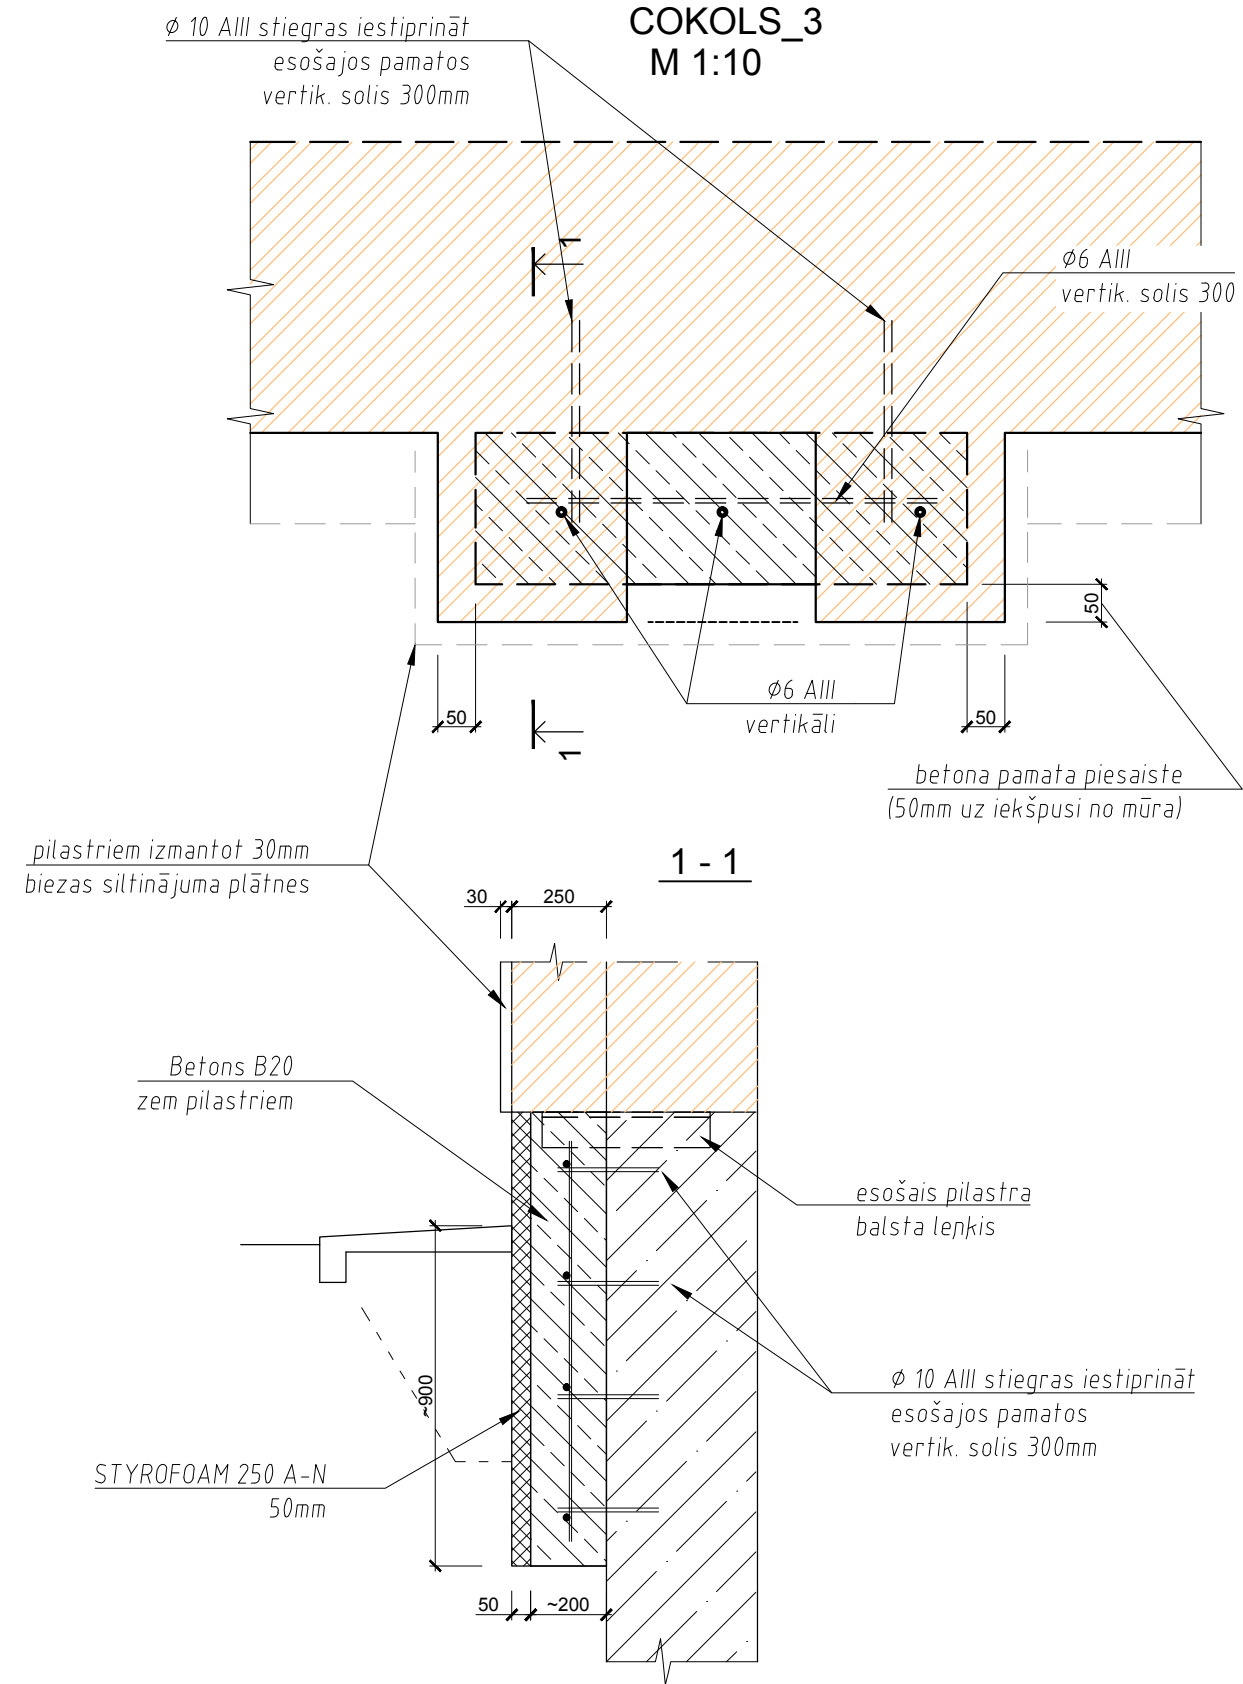 COKOLS_3
M 1:10
ϕ 10 AIII stiegras iestiprināt
esošajos pamatos
vertik. solis 300mm
1
ϕ6 AIII
vertik. solis 300
50
ϕ6 AIII
vertikāli
50
50
1
betona pamata piesaiste
(50mm uz iekšpusi no mūra)
pilastriem izmantot 30mm
biezas siltinājuma plātnes
1 - 1
30
250
Betons B20
zem pilastriem
esošais pilastra
balsta leņķis
~900
ϕ 10 AIII stiegras iestiprināt
esošajos pamatos
vertik. solis 300mm
STYROFOAM 250 A-N
50mm
50
~200